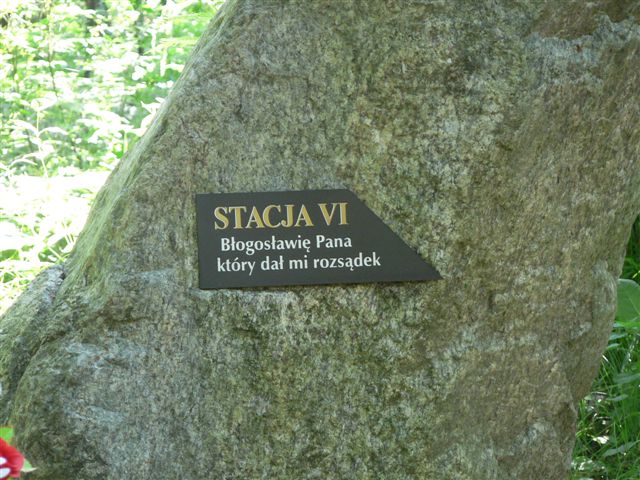 STACJA VI
Błogosławię Pana
który dał mi rozsądek